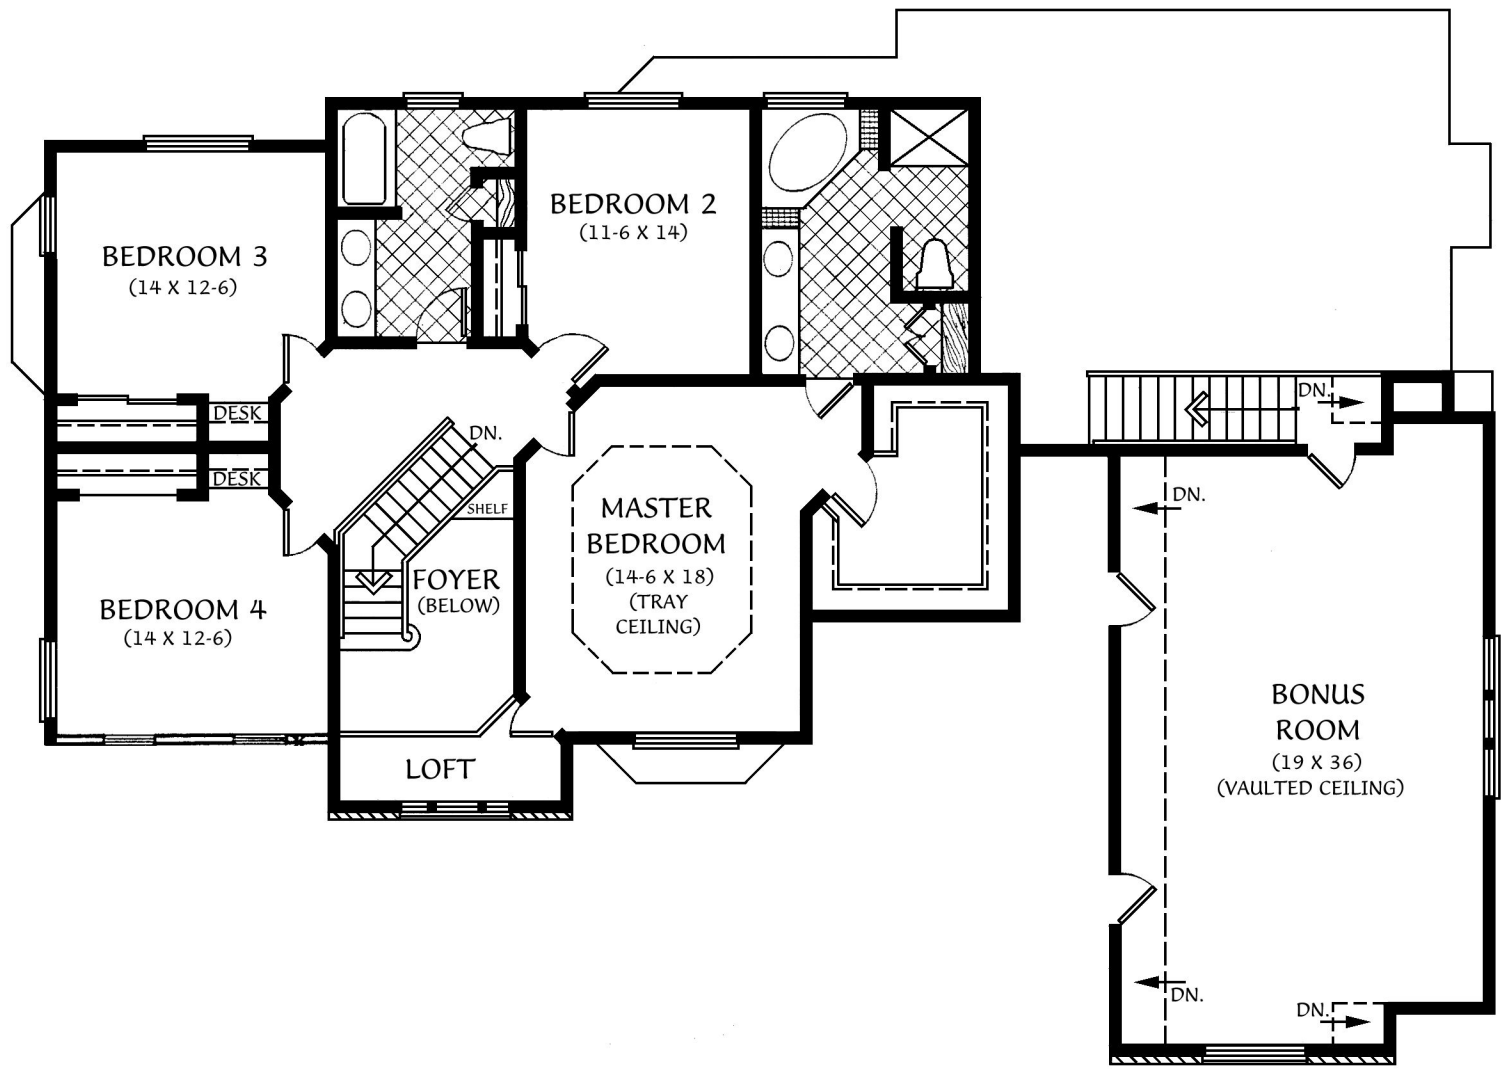 BEDROOM 2
(11-6 X 14)
BEDROOM 3
(14 X 12-6)
DN.
DESK
DN.
DESK
DN.
SHELF
MASTER
BEDROOM
(14-6 X 18)
(TRAY
CEILING)
FOYER
(BELOW)
BEDROOM 4
(14 X 12-6)
BONUS
ROOM
(19 X 36)
(VAULTED CEILING)
LOFT
DN.
DN.